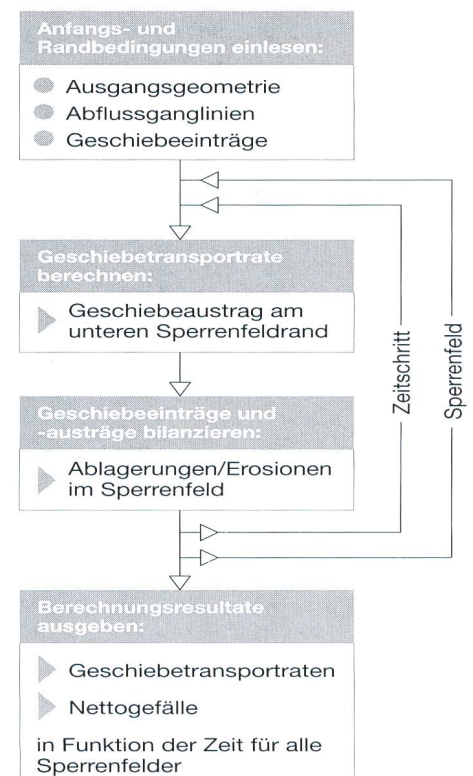 Anfangs- und
Randbedingungen einlesen:
Ausgangsgeometrie
Abflussganglinien
Geschiebeeinträge
Geschiebetransportrate
berechnen:
Geschiebeaustrag am
unteren Sperrenfeldrand
Geschiebeeinträge und
-austräge bilanzieren:
Ablagerungen/Erosionen
im Sperrenfeld
Zeitschritt
Sperrenfeld
Berechnungsresultate
ausgeben:
Geschiebetransportraten
Nettogefälle
in Funktion der Zeit für alle
Sperrenfelder